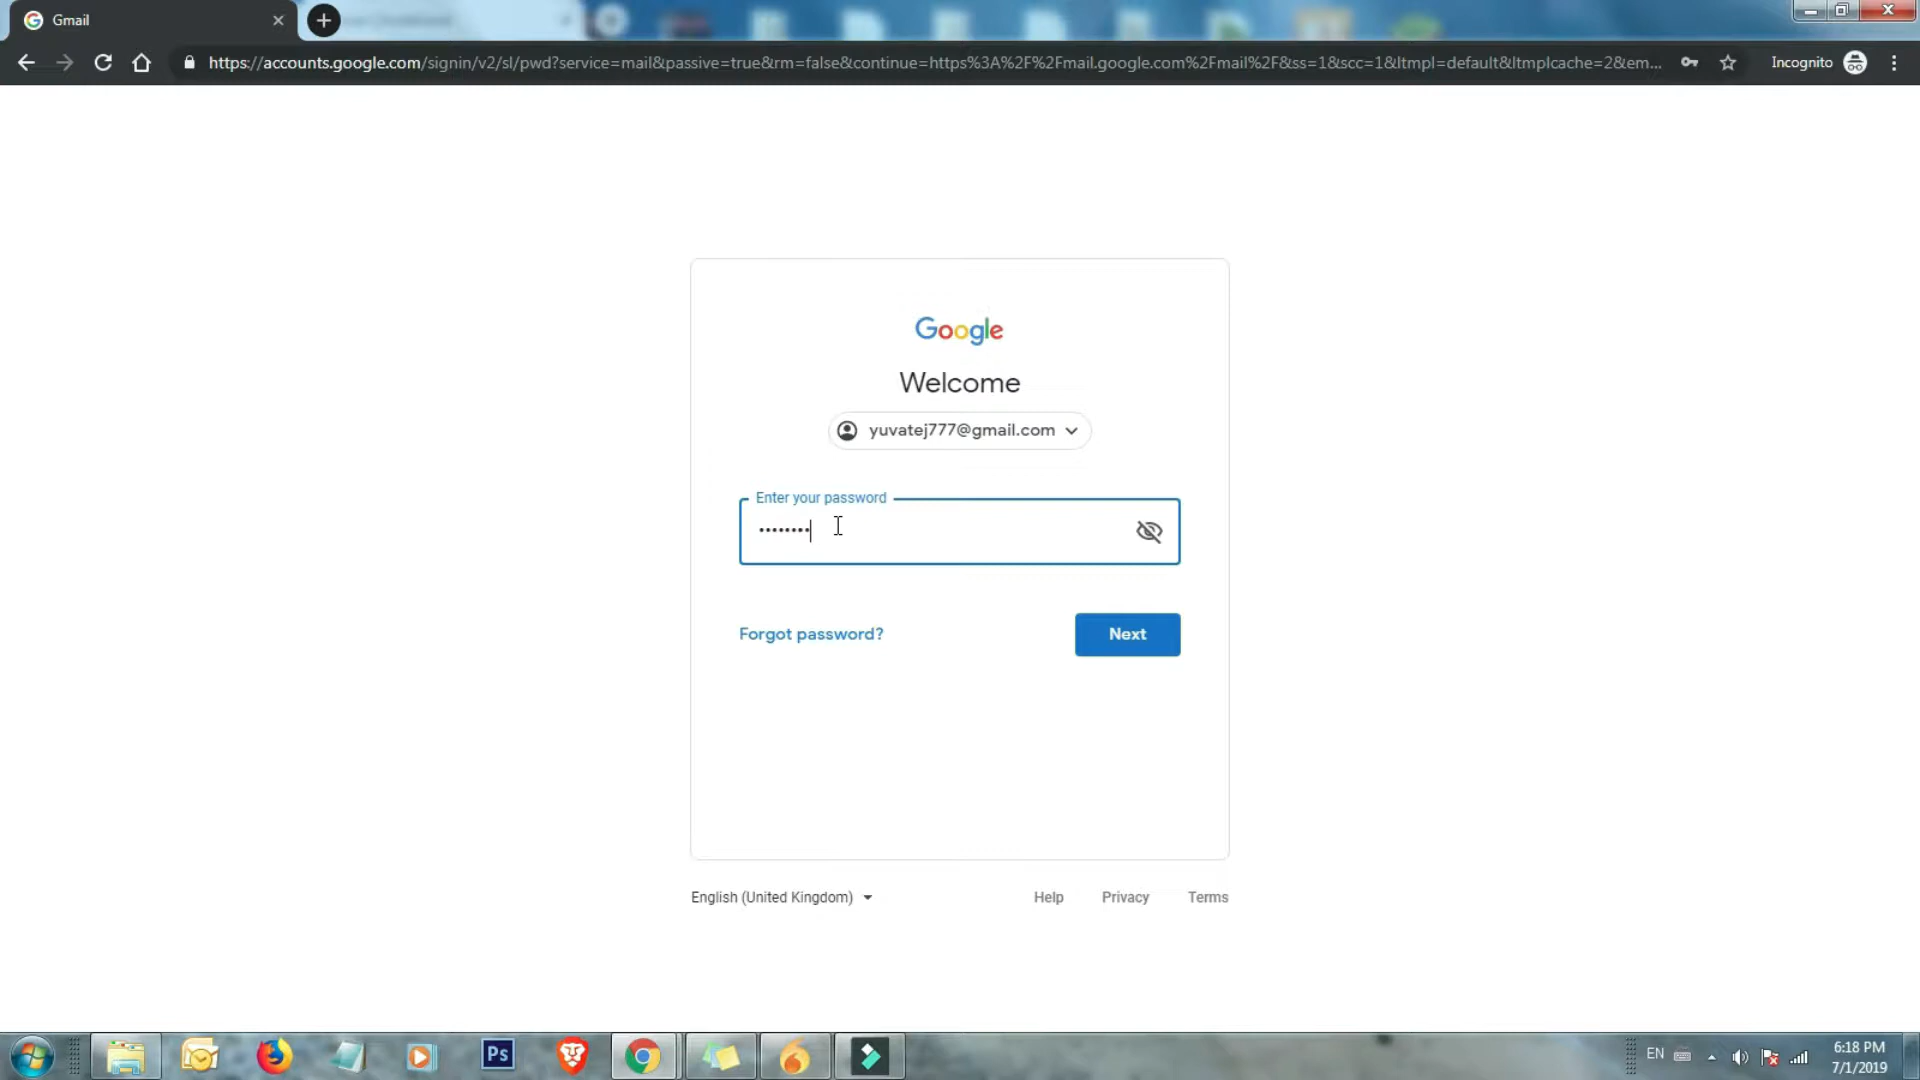 Gmail
https://accounts.google.com/signin/v2/sl/pwd?service=mail&passive=true&rm=false&continue=https%3A%2F%2Fmail.google.com%2Fmail%2F&ss=1&scc=1&ltmpl=default&ltmplcache=2&em...
Incognito
Google
Welcome
yuvatej777@gmail.com
Enter your password
••••••••
Forgot password?
Next
English (United Kingdom)
Help
Privacy
Terms
Ps
EN
6:18 PM
7/1/2019